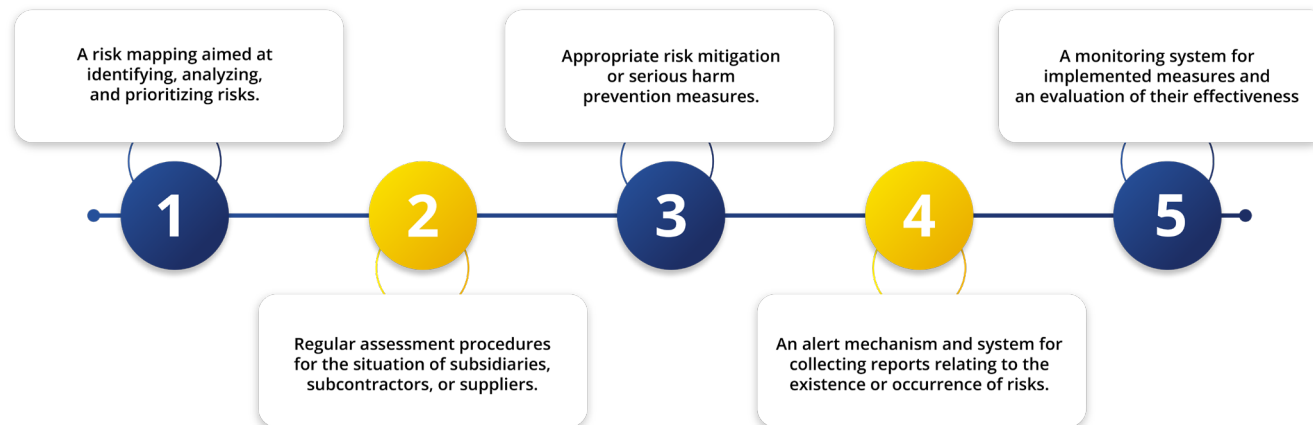 A risk mapping aimed at
identifying, analyzing,
and prioritizing risks.
Appropriate risk mitigation
or serious harm
prevention measures.
A monitoring system for
implemented measures and
an evaluation of their effectiveness
1
2
3
4
5
Regular assessment procedures
for the situation of subsidiaries,
subcontractors, or suppliers.
An alert mechanism and system for
collecting reports relating to the
existence or occurrence of risks.